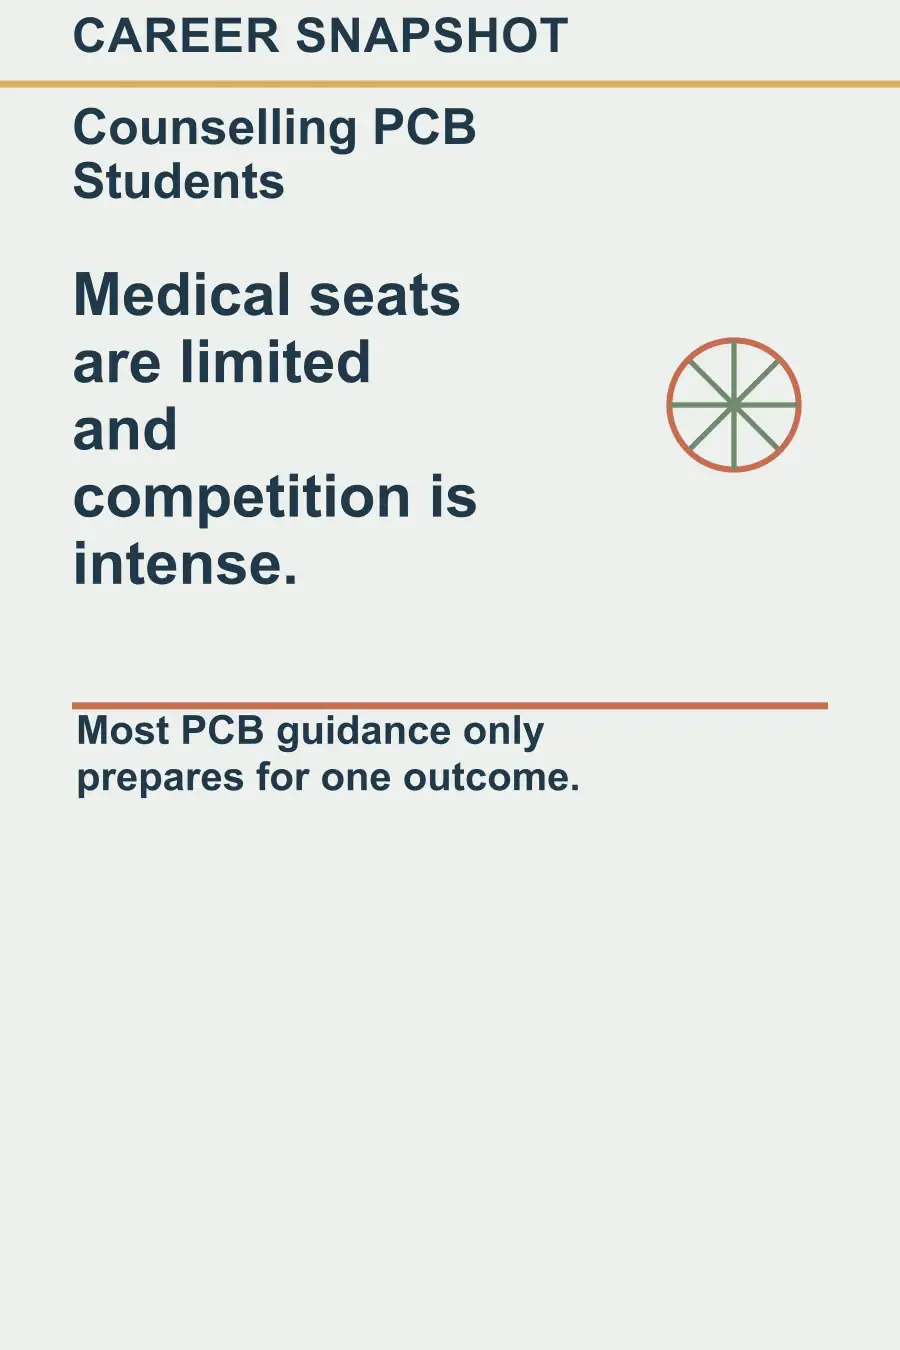 CAREER SNAPSHOT
Counselling PCB
Students
Medical seats
are limited
and
competition is
intense.
Most PCB guidance only
prepares for one outcome.